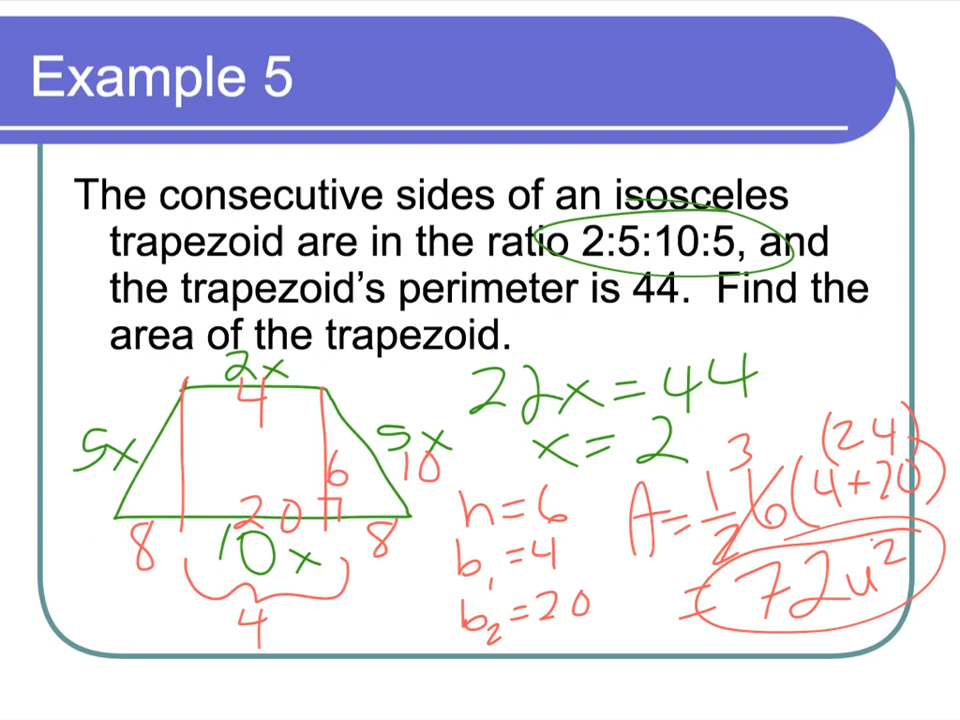 Example 5
The consecutive sides of an isosceles
trapezoid are in the ratio 2:5:10:5, and
the trapezoid's perimeter is 44. Find the
area of the trapezoid.
2x
4
5x
5x
10
6
20
8
10x
8
4
22x = 44
x = 2
h = 6
b₁ = 4
b₂ = 20
3 (24)
A = 1/2 6 (4+20)
= 72u²